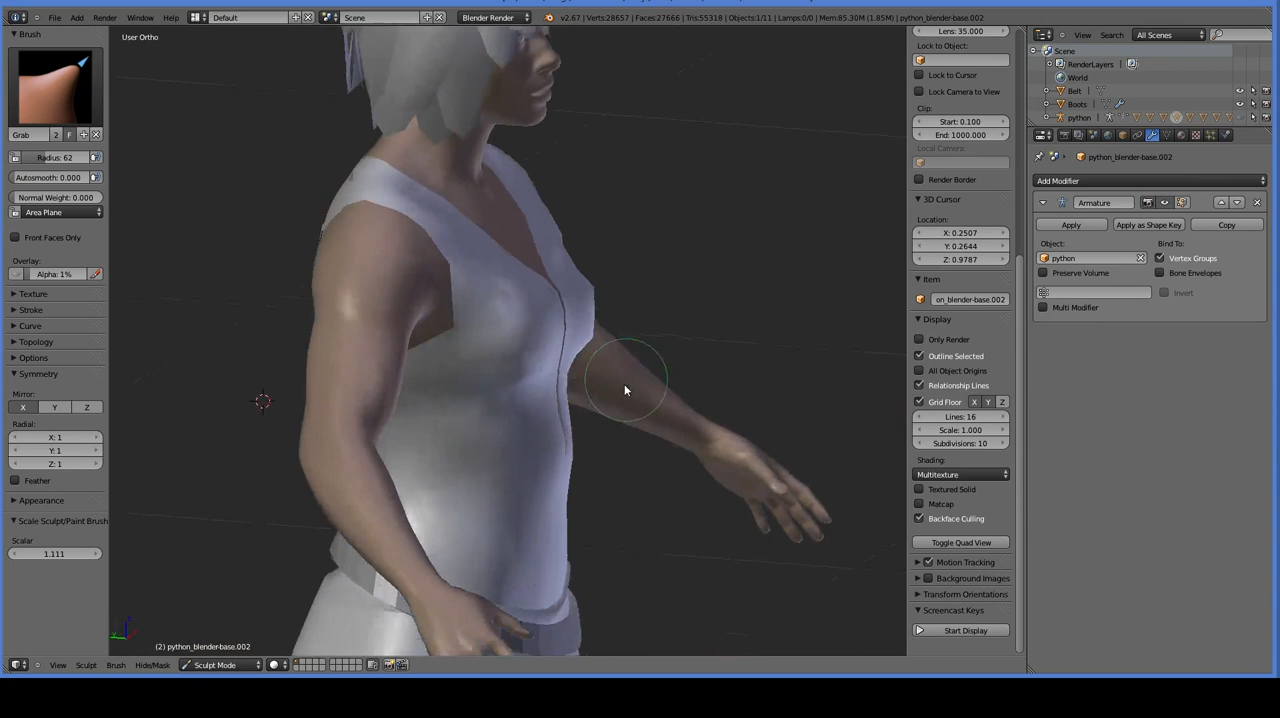 File Add Render Window Help Default Scene Blender Render v2.67 | Verts:28657 | Faces:27666 | Tris:55318 | Objects:1/11 | Lamps:0/0 | Mem:85.30M (1.85M) | python_blender-base.002
Brush
Grab 2 F
Radius: 62
Autosmooth: 0.000
Normal Weight: 0.000
Area Plane
Front Faces Only
Overlay:
Alpha: 1%
Texture
Stroke
Curve
Topology
Options
Symmetry
Mirror:
X Y Z
Radial:
X: 1
Y: 1
Z: 1
Feather
Appearance
Scale Sculpt/Paint Brush
Scalar
1.111
User Ortho
(2) python_blender-base.002
View Sculpt Brush Hide/Mask Sculpt Mode
Lens: 35.000
Lock to Object:
Lock to Cursor
Lock Camera to View
Clip:
Start: 0.100
End: 1000.000
Local Camera:
Render Border
3D Cursor
Location:
X: 0.2507
Y: 0.2644
Z: 0.9787
Item
on_blender-base.002
Display
Only Render
Outline Selected
All Object Origins
Relationship Lines
Grid Floor X Y Z
Lines: 16
Scale: 1.000
Subdivisions: 10
Shading:
Multitexture
Textured Solid
Matcap
Backface Culling
Toggle Quad View
Motion Tracking
Background Images
Transform Orientations
Screencast Keys
Start Display
View Search All Scenes
Scene
RenderLayers
World
Belt
Boots
python
python_blender-base.002
Add Modifier
Armature
Apply Apply as Shape Key Copy
Object: Bind To:
python Vertex Groups
Preserve Volume Bone Envelopes
Invert
Multi Modifier